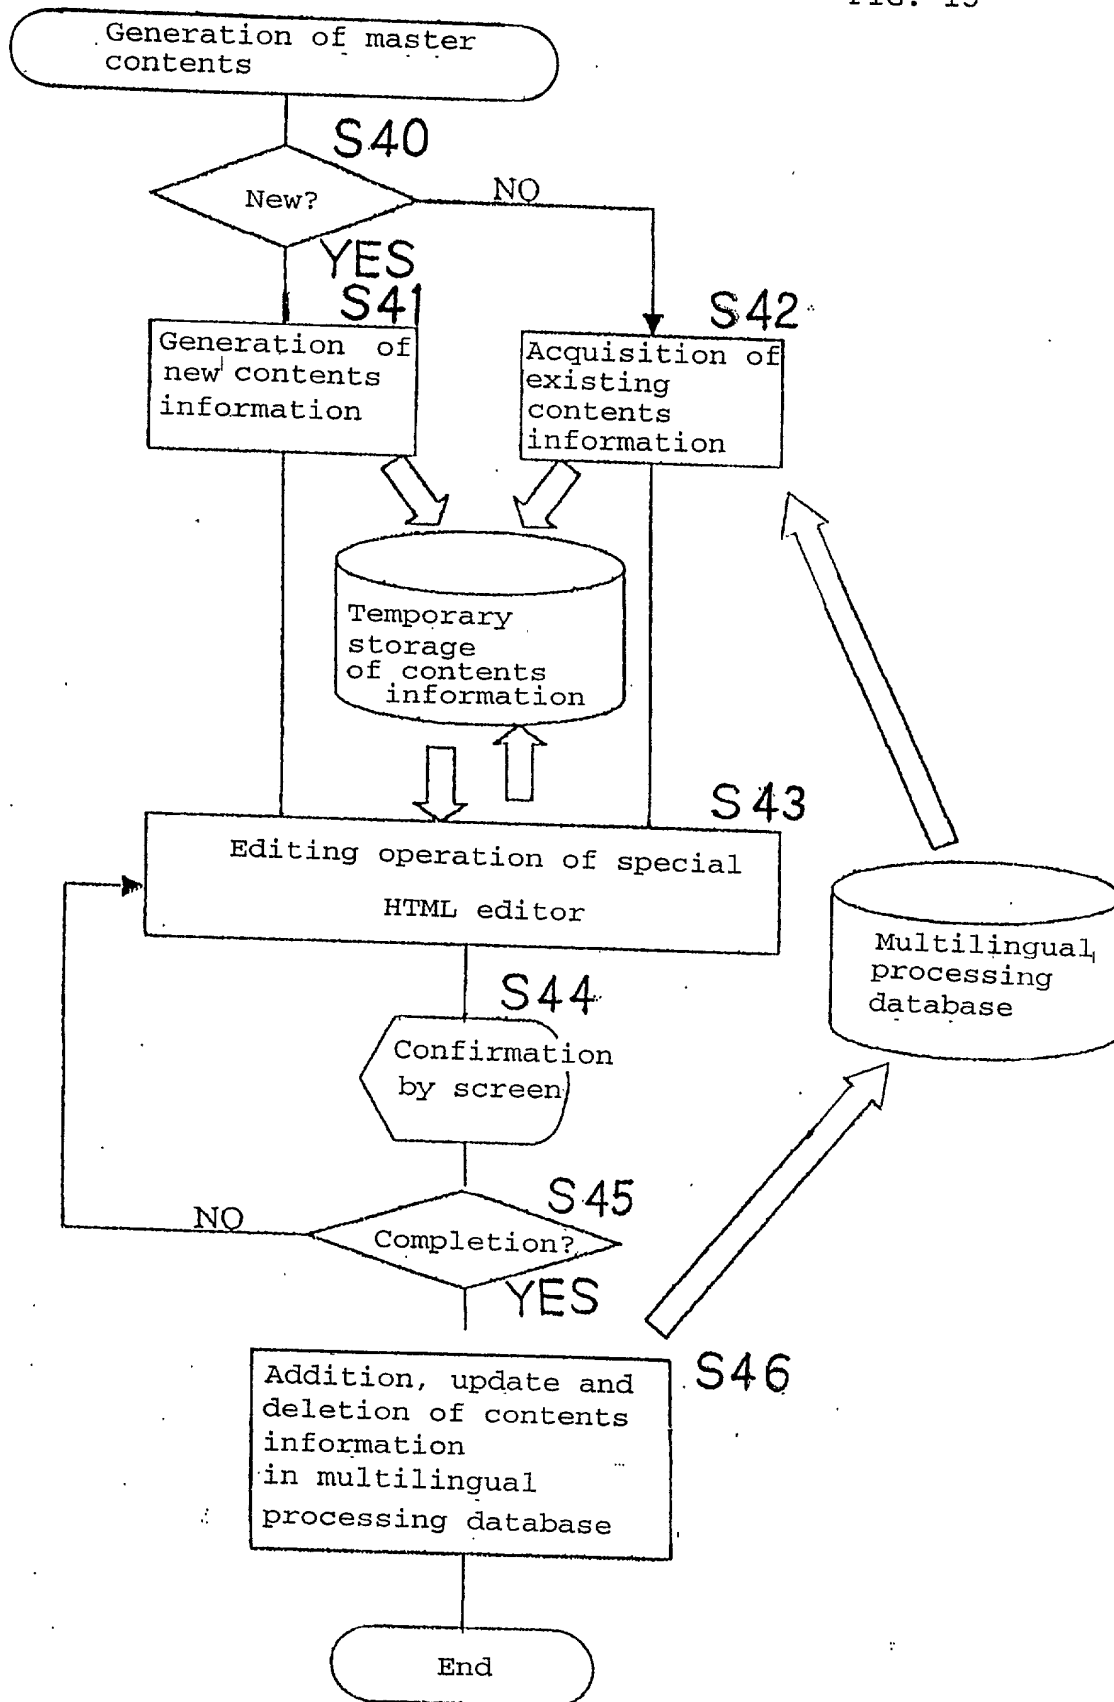 Generation of master
contents
S40
New?
NO
YES
S41
Generation of
new contents
information
S42
Acquisition of
existing
contents
information
Temporary
storage
of contents
information
S43
Editing operation of special
HTML editor
Multilingual
processing
database
S44
Confirmation
by screen
S45
NO
Completion?
YES
S46
Addition, update and
deletion of contents
information
in multilingual
processing database
End